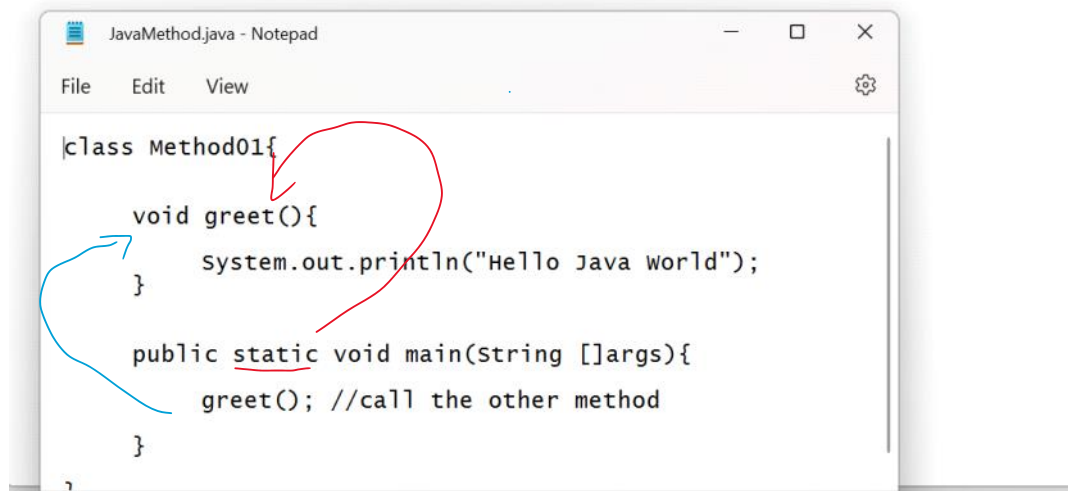 JavaMethod.java - Notepad
File Edit View
class Method01{
void greet(){
System.out.println("Hello Java World");
}
public static void main(String []args){
greet(); //call the other method
}
}